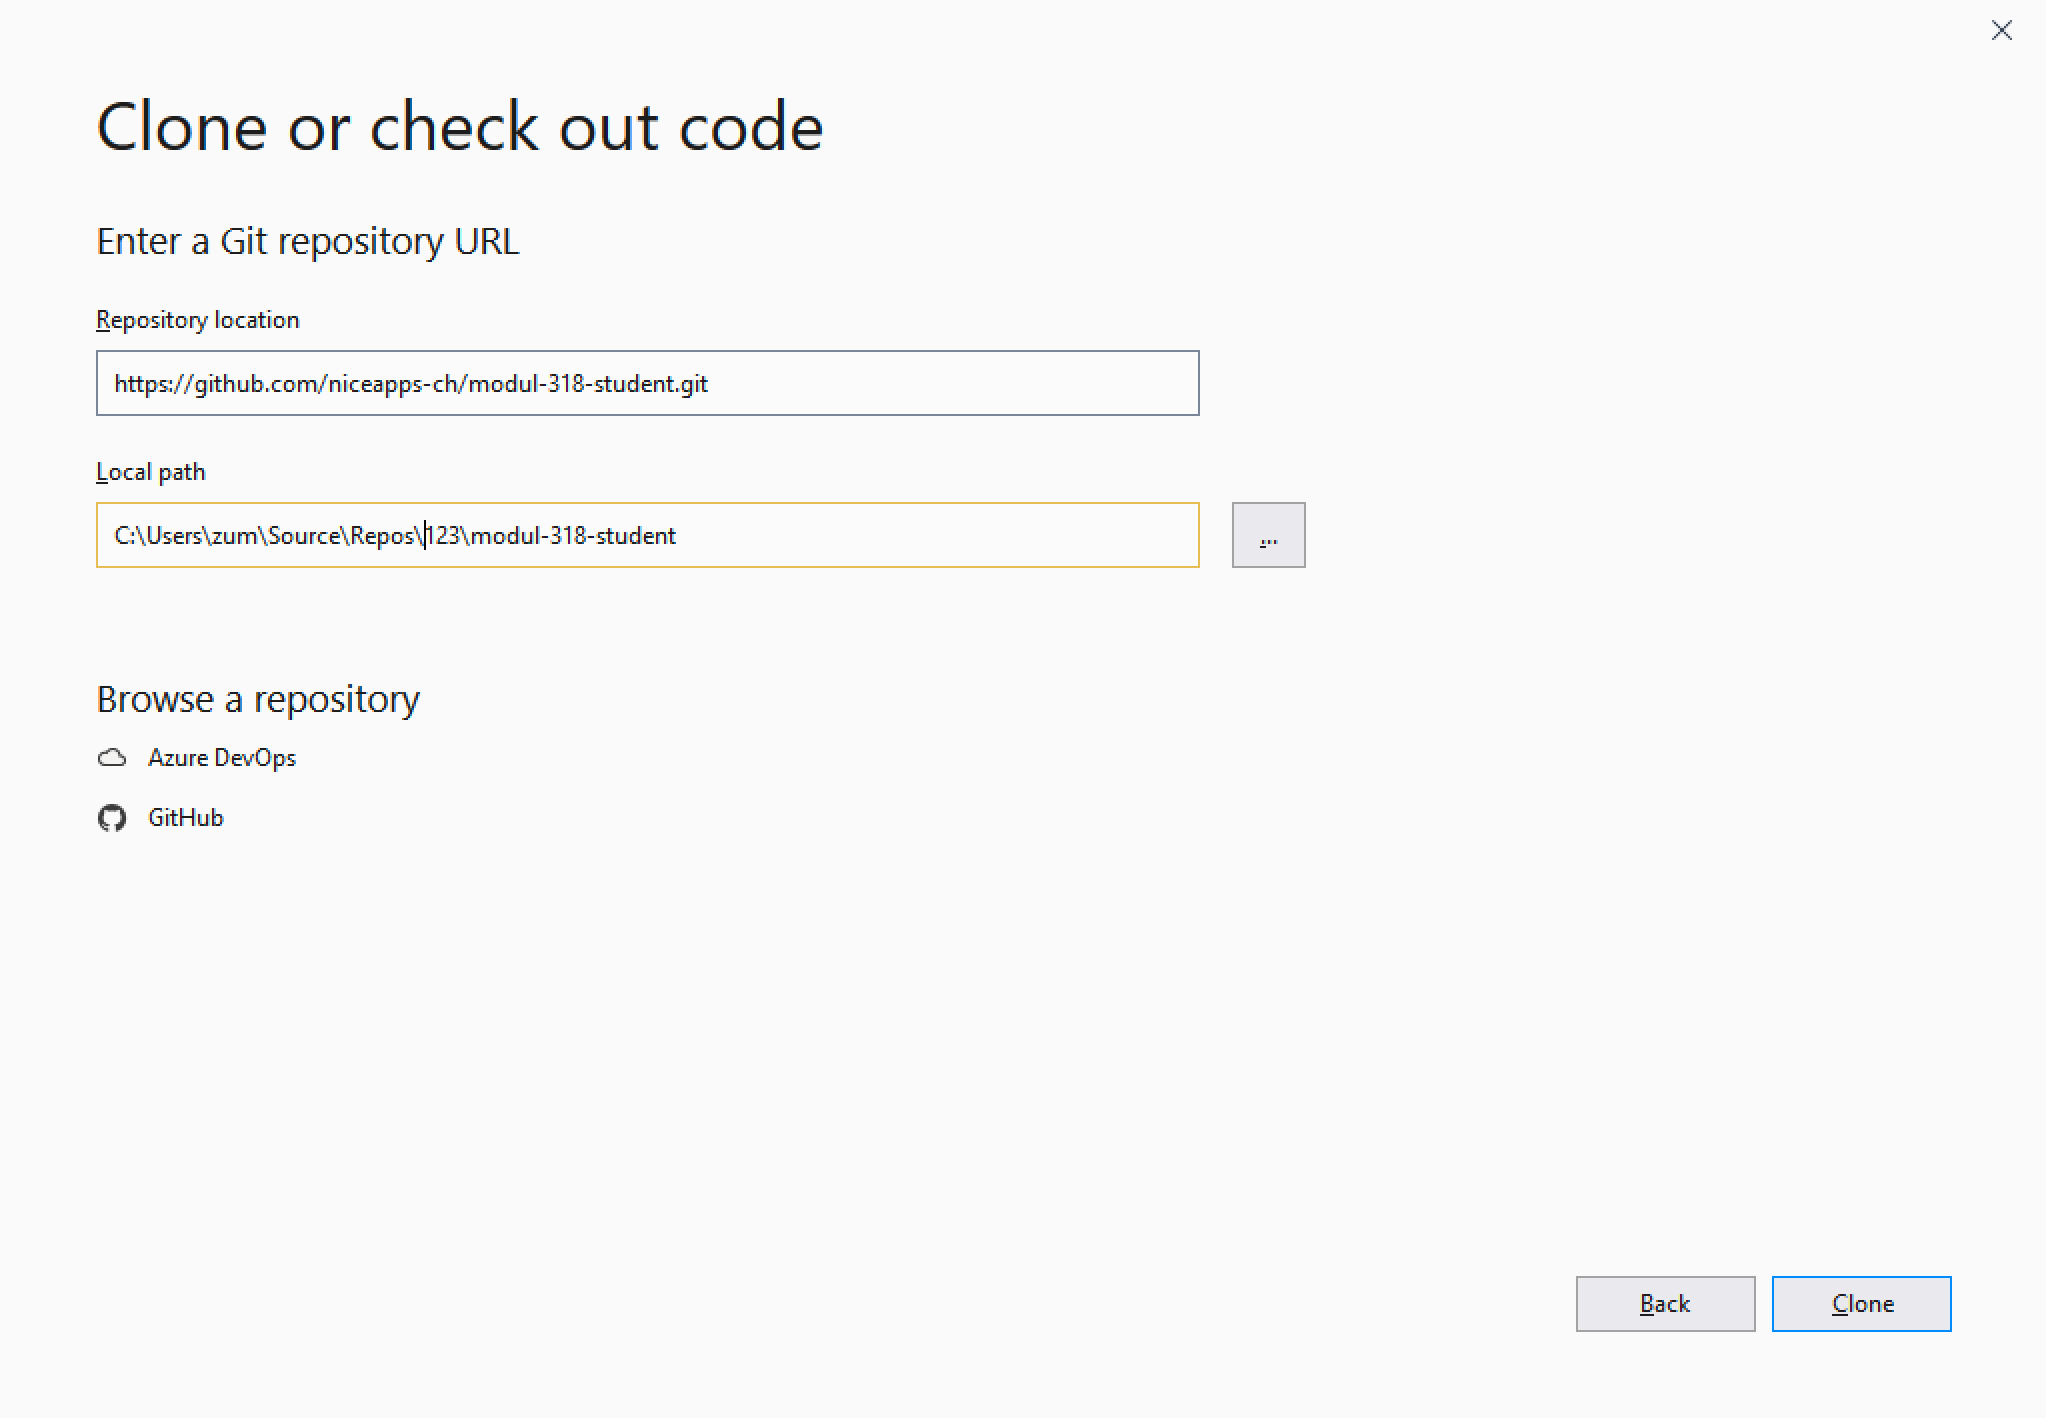 Clone or check out code
Enter a Git repository URL
Repository location
https://github.com/niceapps-ch/modul-318-student.git
Local path
C:\Users\zum\Source\Repos\123\modul-318-student
...
Browse a repository
Azure DevOps
GitHub
Back
Clone